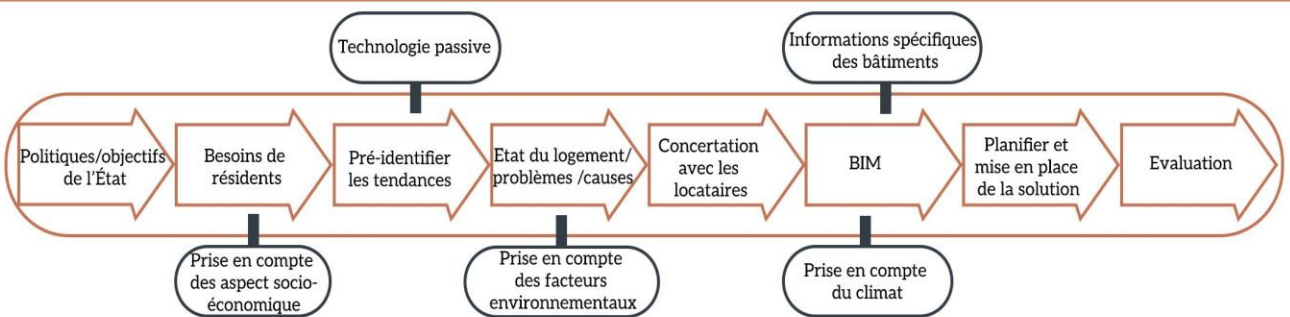 Technologie passive
Informations spécifiques
des bâtiments
Politiques/objectifs
de l'État
Besoins de
résidents
Pré-identifier
les tendances
Etat du logement/
problèmes /causes
Concertation
avec les
locataires
BIM
Planifier et
mise en place
de la solution
Evaluation
Prise en compte
des aspect socio-
économique
Prise en compte
des facteurs
environnementaux
Prise en compte
du climat